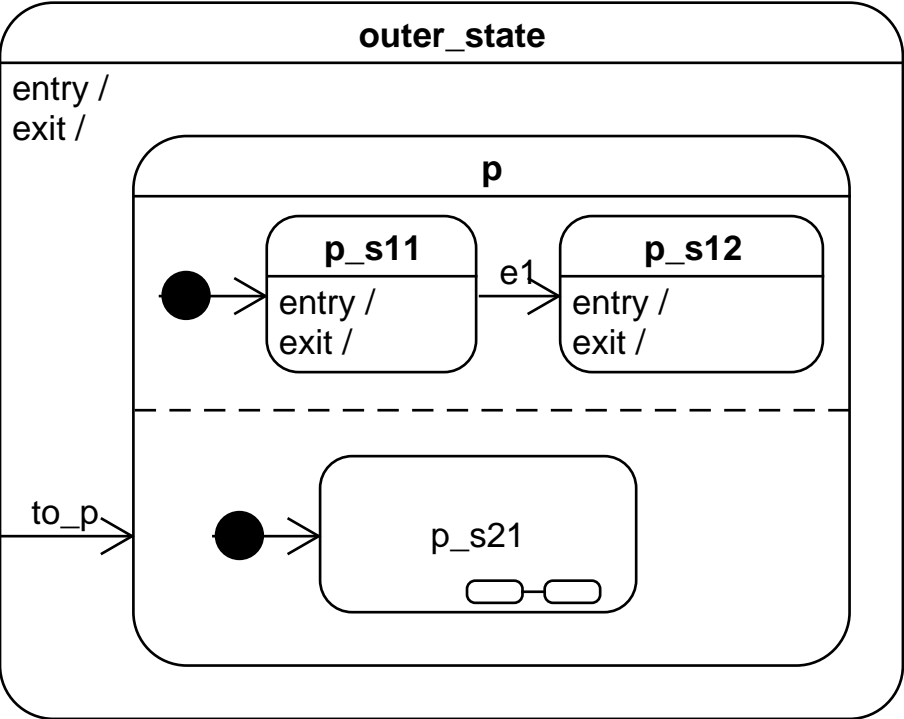 outer_state
entry /
exit /
p
p_s11
entry /
exit /
e1
p_s12
entry /
exit /
to_p
p_s21